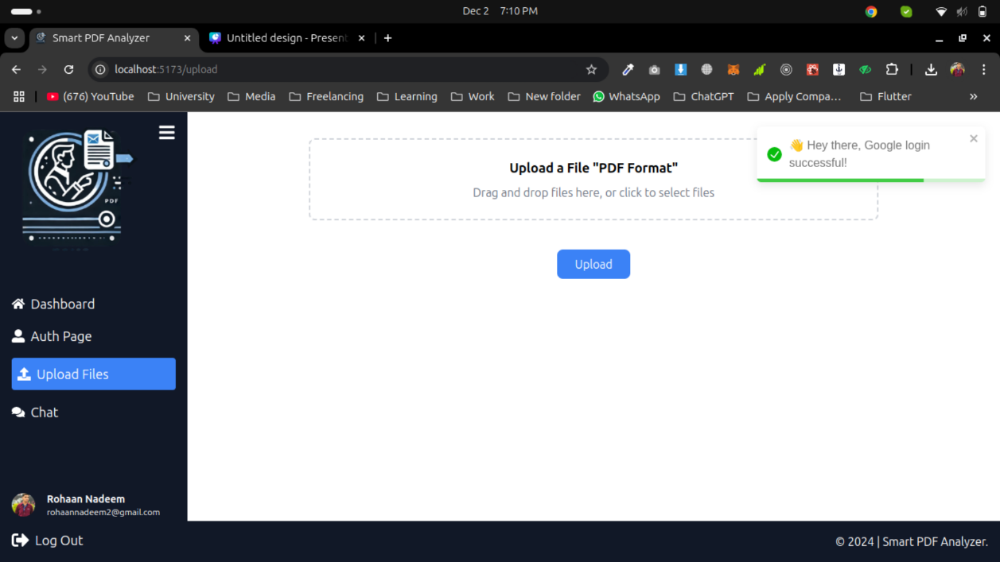 Dec 2 7:10 PM
Smart PDF Analyzer
Untitled design - Present
localhost:5173/upload
(676) YouTube
University
Media
Freelancing
Learning
Work
New folder
WhatsApp
ChatGPT
Apply Compa...
Flutter
PDF
👋 Hey there, Google login
successful!
Upload a File "PDF Format"
Drag and drop files here, or click to select files
Upload
Dashboard
Auth Page
Upload Files
Chat
Rohaan Nadeem
rohaannadeem2@gmail.com
Log Out
© 2024 | Smart PDF Analyzer.